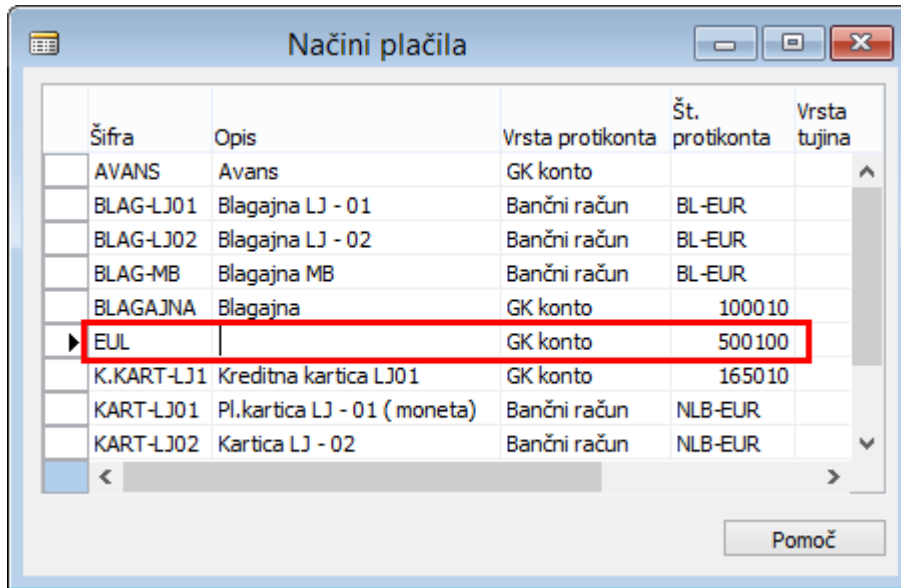 Načini plačila
Šifra Opis Vrsta protikonta Št. protikonta Vrsta tujina
AVANS Avans GK konto
BLAG-LJ01 Blagajna LJ - 01 Bančni račun BL-EUR
BLAG-LJ02 Blagajna LJ - 02 Bančni račun BL-EUR
BLAG-MB Blagajna MB Bančni račun BL-EUR
BLAGAJNA Blagajna GK konto 100010
EUL GK konto 500100
K.KART-LJ1 Kreditna kartica LJ01 GK konto 165010
KART-LJ01 Pl.kartica LJ - 01 ( moneta) Bančni račun NLB-EUR
KART-LJ02 Kartica LJ - 02 Bančni račun NLB-EUR
Pomoč